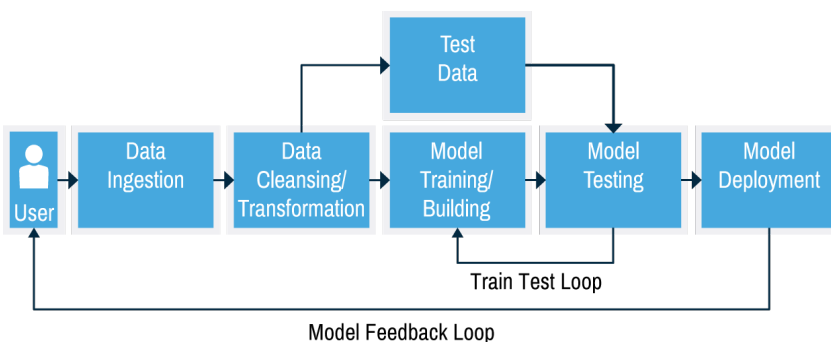 Test
Data
User
Data
Ingestion
Data
Cleansing/
Transformation
Model
Training/
Building
Model
Testing
Model
Deployment
Train Test Loop
Model Feedback Loop